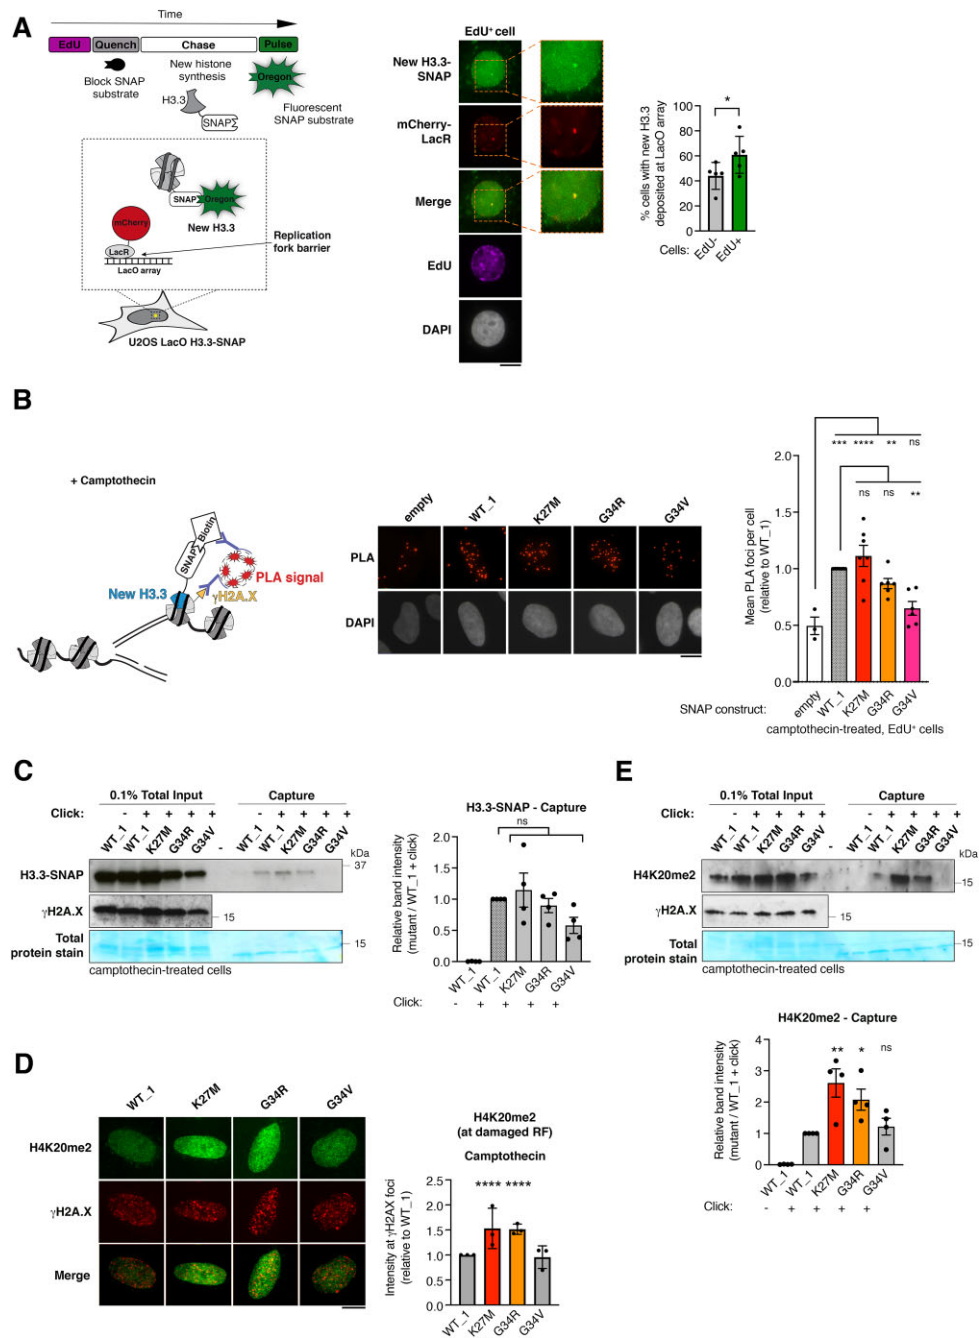 A
Time
EdU Quench Chase Pulse
Block SNAP
substrate
New histone
synthesis
H3.3
SNAPΣ
Oregon
Fluorescent
SNAP substrate
SNAP Oregon
New H3.3
mCherry
LacR
LacO array
Replication
fork barrier
U2OS LacO H3.3-SNAP
EdU⁺ cell
New H3.3-
SNAP
mCherry-
LacR
Merge
EdU
DAPI
% cells with new H3.3
deposited at LacO array
100
80
60
40
20
0
*
Cells: EdU- EdU+
B
+ Camptothecin
SNAPΣ Biotin
PLA signal
New H3.3
γH2A.X
empty WT_1 K27M G34R G34V
PLA
DAPI
Mean PLA foci per cell
(relative to WT_1)
2.0
1.5
1.0
0.5
0.0
*** **** ** ns
ns ns **
SNAP construct: empty WT_1 K27M G34R G34V
camptothecin-treated, EdU⁺ cells
C
0.1% Total Input Capture
Click: - + + + + - + + + +
WT_1 WT_1 K27M G34R G34V - WT_1 WT_1 K27M G34R G34V
kDa
H3.3-SNAP
37
γH2A.X
15
Total
protein stain
15
camptothecin-treated cells
H3.3-SNAP - Capture
ns
Relative band intensity
(mutant / WT_1 + click)
2.0
1.5
1.0
0.5
0.0
WT_1 WT_1 K27M G34R G34V
Click: - + + + +
D
WT_1 K27M G34R G34V
H4K20me2
γH2A.X
Merge
H4K20me2
(at damaged RF)
Camptothecin
Intensity at γH2AX foci
(relative to WT_1)
2.5
2.0
1.5
1.0
0.5
0.0
**** ****
WT_1 K27M G34R G34V
E
0.1% Total Input Capture
Click: - + + + + - + + + +
WT_1 WT_1 K27M G34R G34V - WT_1 WT_1 K27M G34R G34V
kDa
H4K20me2
15
γH2A.X
15
Total
protein stain
15
camptothecin-treated cells
H4K20me2 - Capture
Relative band intensity
(mutant / WT_1 + click)
4
3
2
1
0
** * ns
WT_1 WT_1 K27M G34R G34V
Click: - + + + +